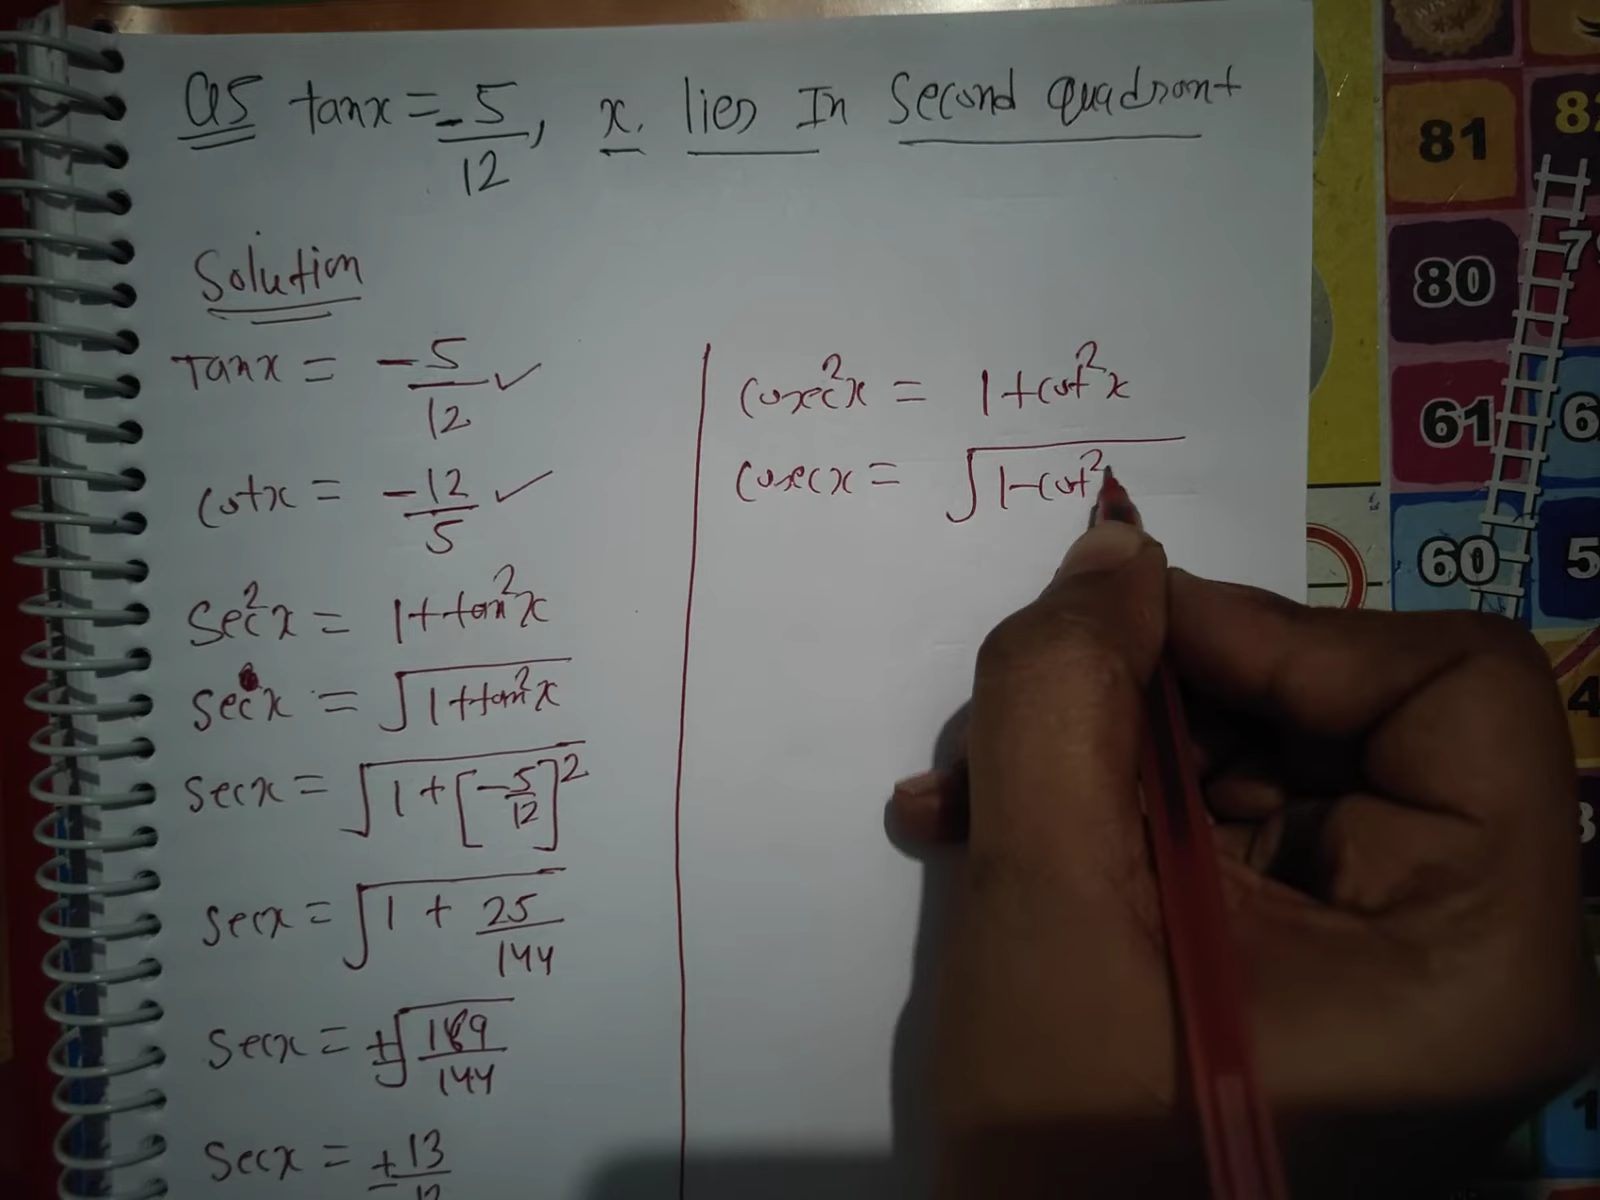 Q5 tanx = -5/12, x. lies In Second quadrant
Solution
Tanx = -5/12 ✓
cotx = -12/5 ✓
Sec²x = 1+tan²x
secx = √1+tan²x
secx = √1+[-5/12]²
secx = √1 + 25/144
secx = ±√169/144
secx = ±13/12
cosec²x = 1+cot²x
cosecx = √1-cot²
81
80
61
60